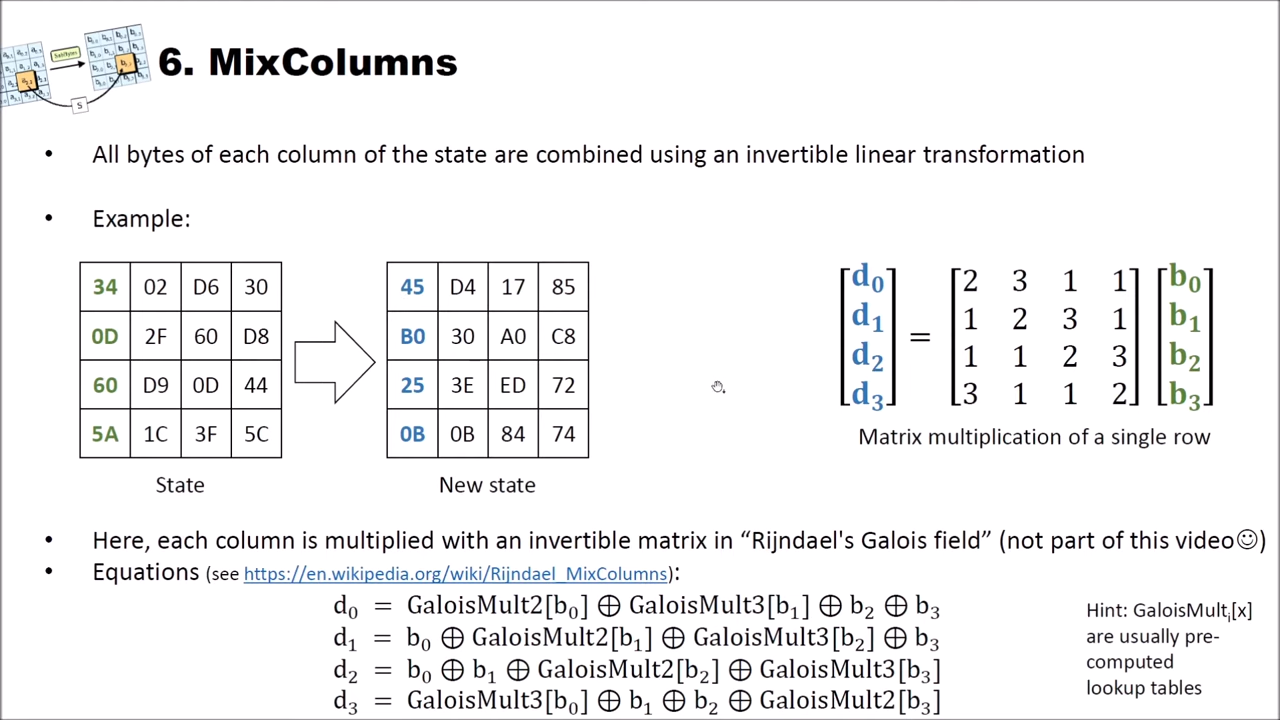 6. MixColumns
SubBytes
S
• All bytes of each column of the state are combined using an invertible linear transformation
• Example:
34 02 D6 30
0D 2F 60 D8
60 D9 0D 44
5A 1C 3F 5C
State
45 D4 17 85
B0 30 A0 C8
25 3E ED 72
0B 0B 84 74
New state
[d₀] = [2 3 1 1] [b₀]
[d₁] = [1 2 3 1] [b₁]
[d₂] = [1 1 2 3] [b₂]
[d₃] = [3 1 1 2] [b₃]
Matrix multiplication of a single row
• Here, each column is multiplied with an invertible matrix in “Rijndael's Galois field” (not part of this video☺)
• Equations (see https://en.wikipedia.org/wiki/Rijndael_MixColumns):
d₀ = GaloisMult2[b₀] ⊕ GaloisMult3[b₁] ⊕ b₂ ⊕ b₃
d₁ = b₀ ⊕ GaloisMult2[b₁] ⊕ GaloisMult3[b₂] ⊕ b₃
d₂ = b₀ ⊕ b₁ ⊕ GaloisMult2[b₂] ⊕ GaloisMult3[b₃]
d₃ = GaloisMult3[b₀] ⊕ b₁ ⊕ b₂ ⊕ GaloisMult2[b₃]
Hint: GaloisMultᵢ[x]
are usually pre-
computed
lookup tables